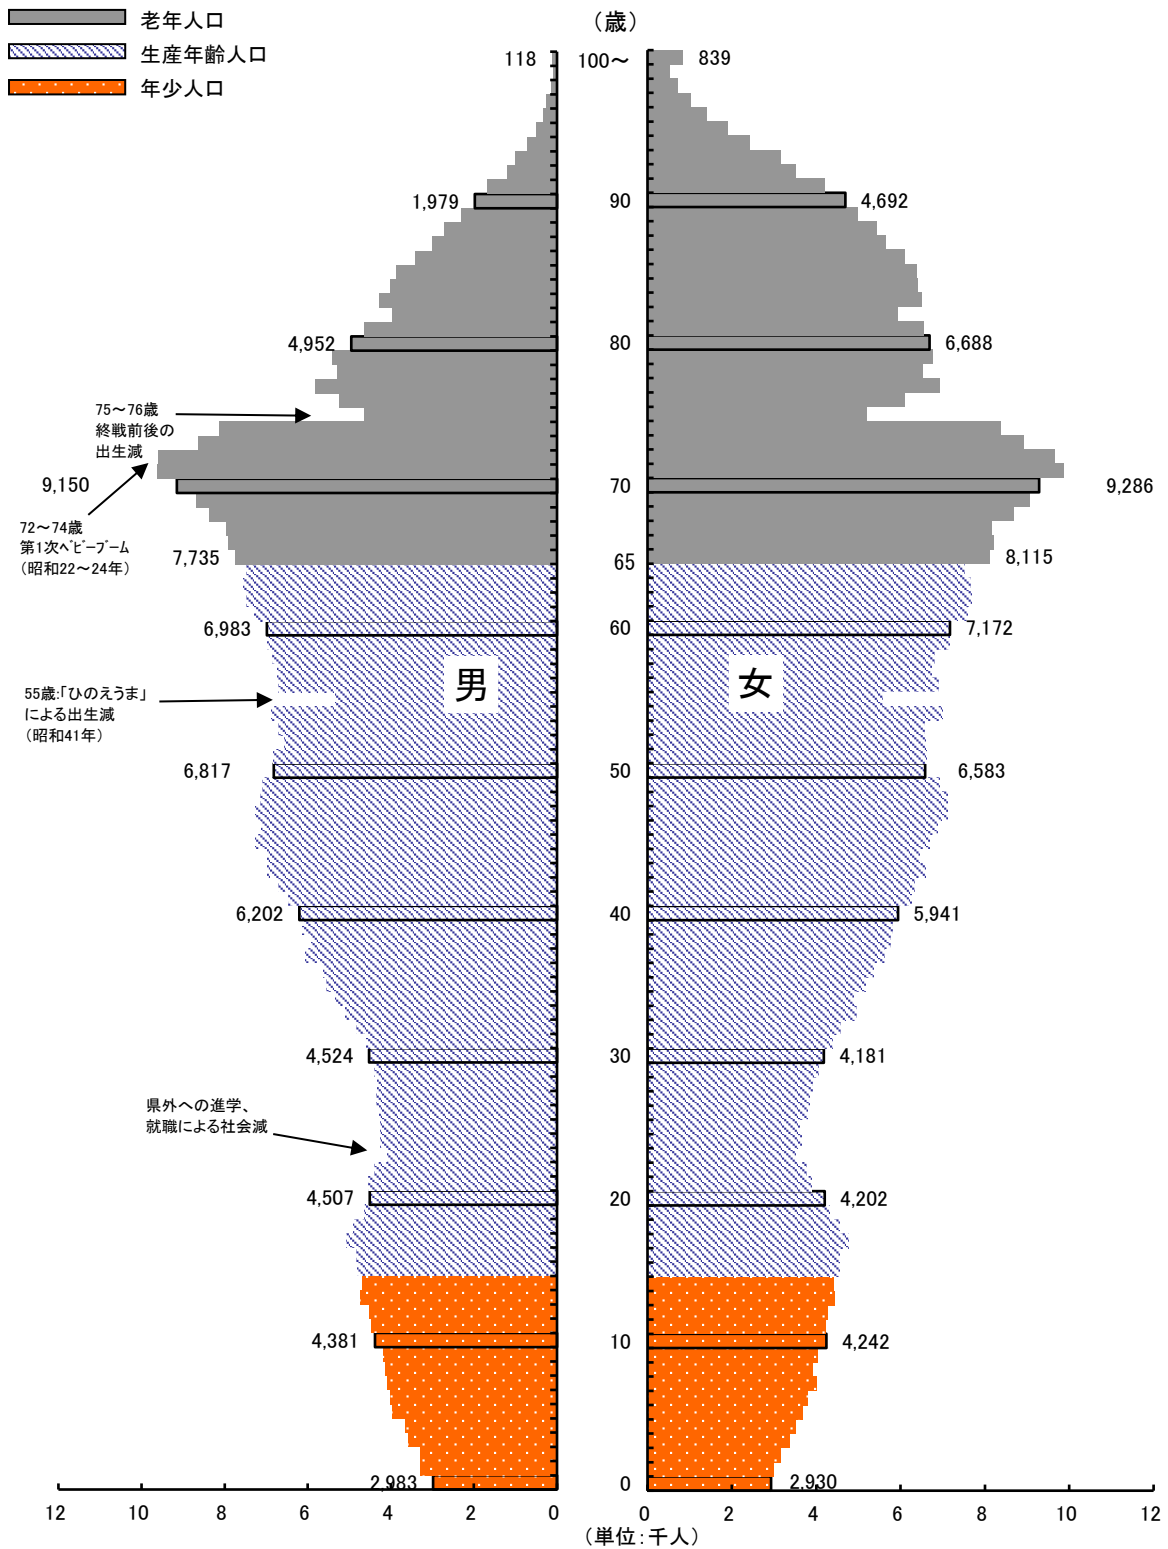 老年人口
生産年齢人口
年少人口
（歳）
118 100～ 839
1,979 90 4,692
4,952 80 6,688
75～76歳
終戦前後の
出生減
9,150 70 9,286
72～74歳
第1次ﾍﾞﾋﾞｰﾌﾞｰﾑ
（昭和22～24年）
7,735 65 8,115
6,983 60 7,172
男 女
55歳:「ひのえうま」
による出生減
（昭和41年）
6,817 50 6,583
6,202 40 5,941
4,524 30 4,181
県外への進学、
就職による社会減
4,507 20 4,202
4,381 10 4,242
2,983 0 2,930
12 10 8 6 4 2 0 0 2 4 6 8 10 12
（単位:千人）